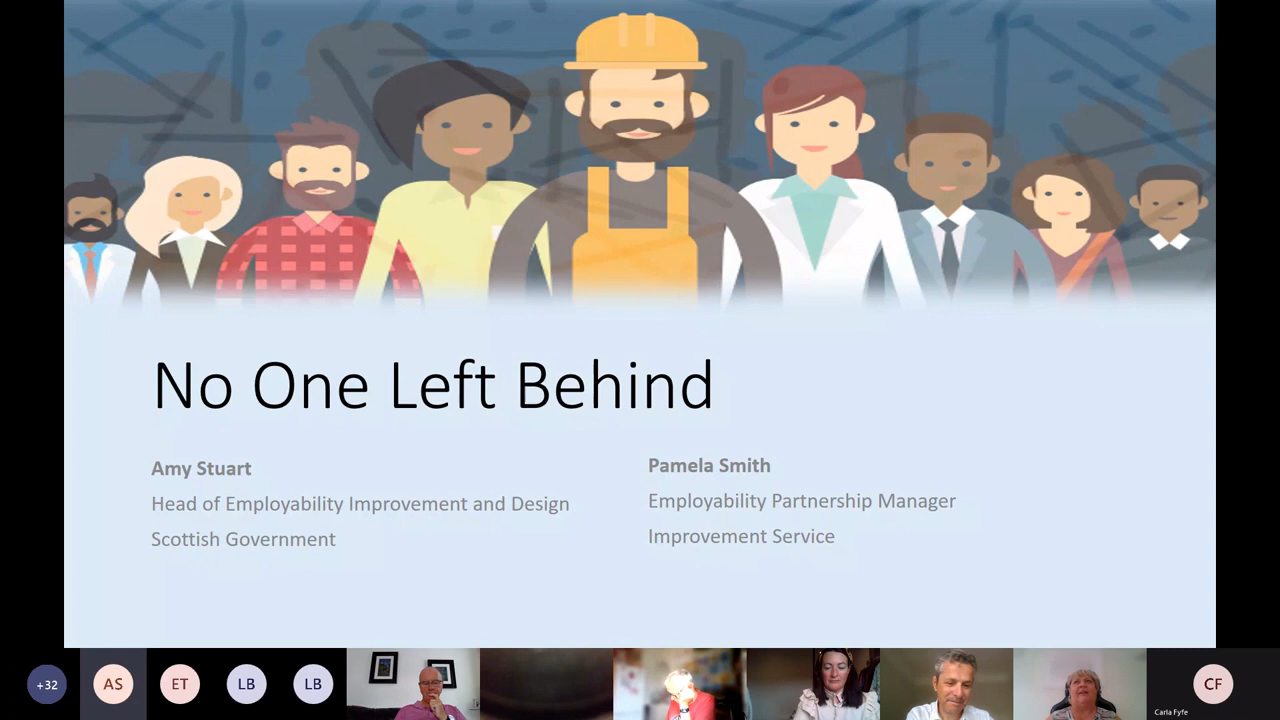 No One Left Behind
Amy Stuart
Head of Employability Improvement and Design
Scottish Government
Pamela Smith
Employability Partnership Manager
Improvement Service
+32
AS
ET
LB
LB
CF
Carla Fyfe